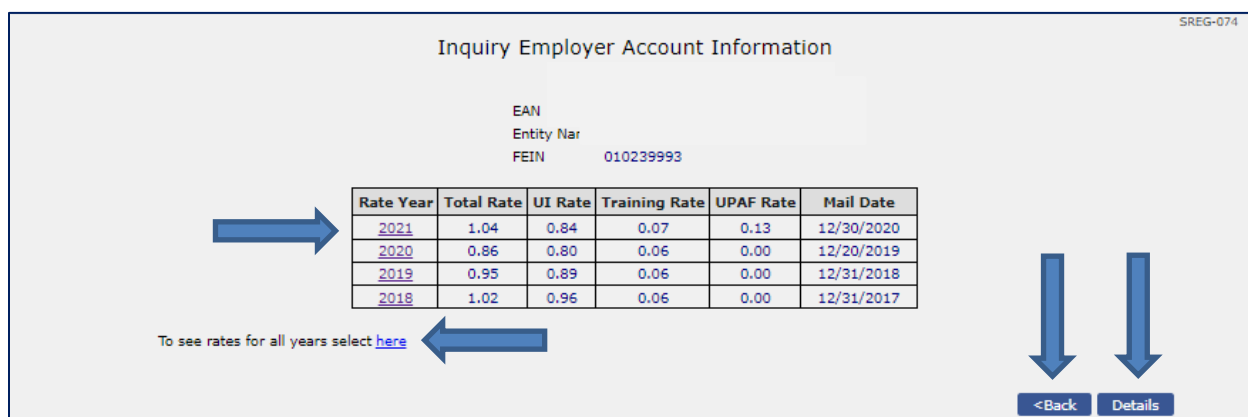 SREG-074
Inquiry Employer Account Information
EAN
Entity Nar
FEIN 010239993
Rate Year Total Rate UI Rate Training Rate UPAF Rate Mail Date
2021 1.04 0.84 0.07 0.13 12/30/2020
2020 0.86 0.80 0.06 0.00 12/20/2019
2019 0.95 0.89 0.06 0.00 12/31/2018
2018 1.02 0.96 0.06 0.00 12/31/2017
To see rates for all years select here
<Back Details